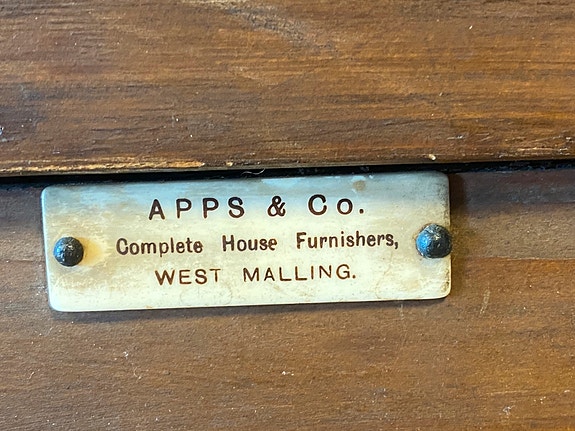 APPS & Co.
Complete House Furnishers,
WEST MALLING.